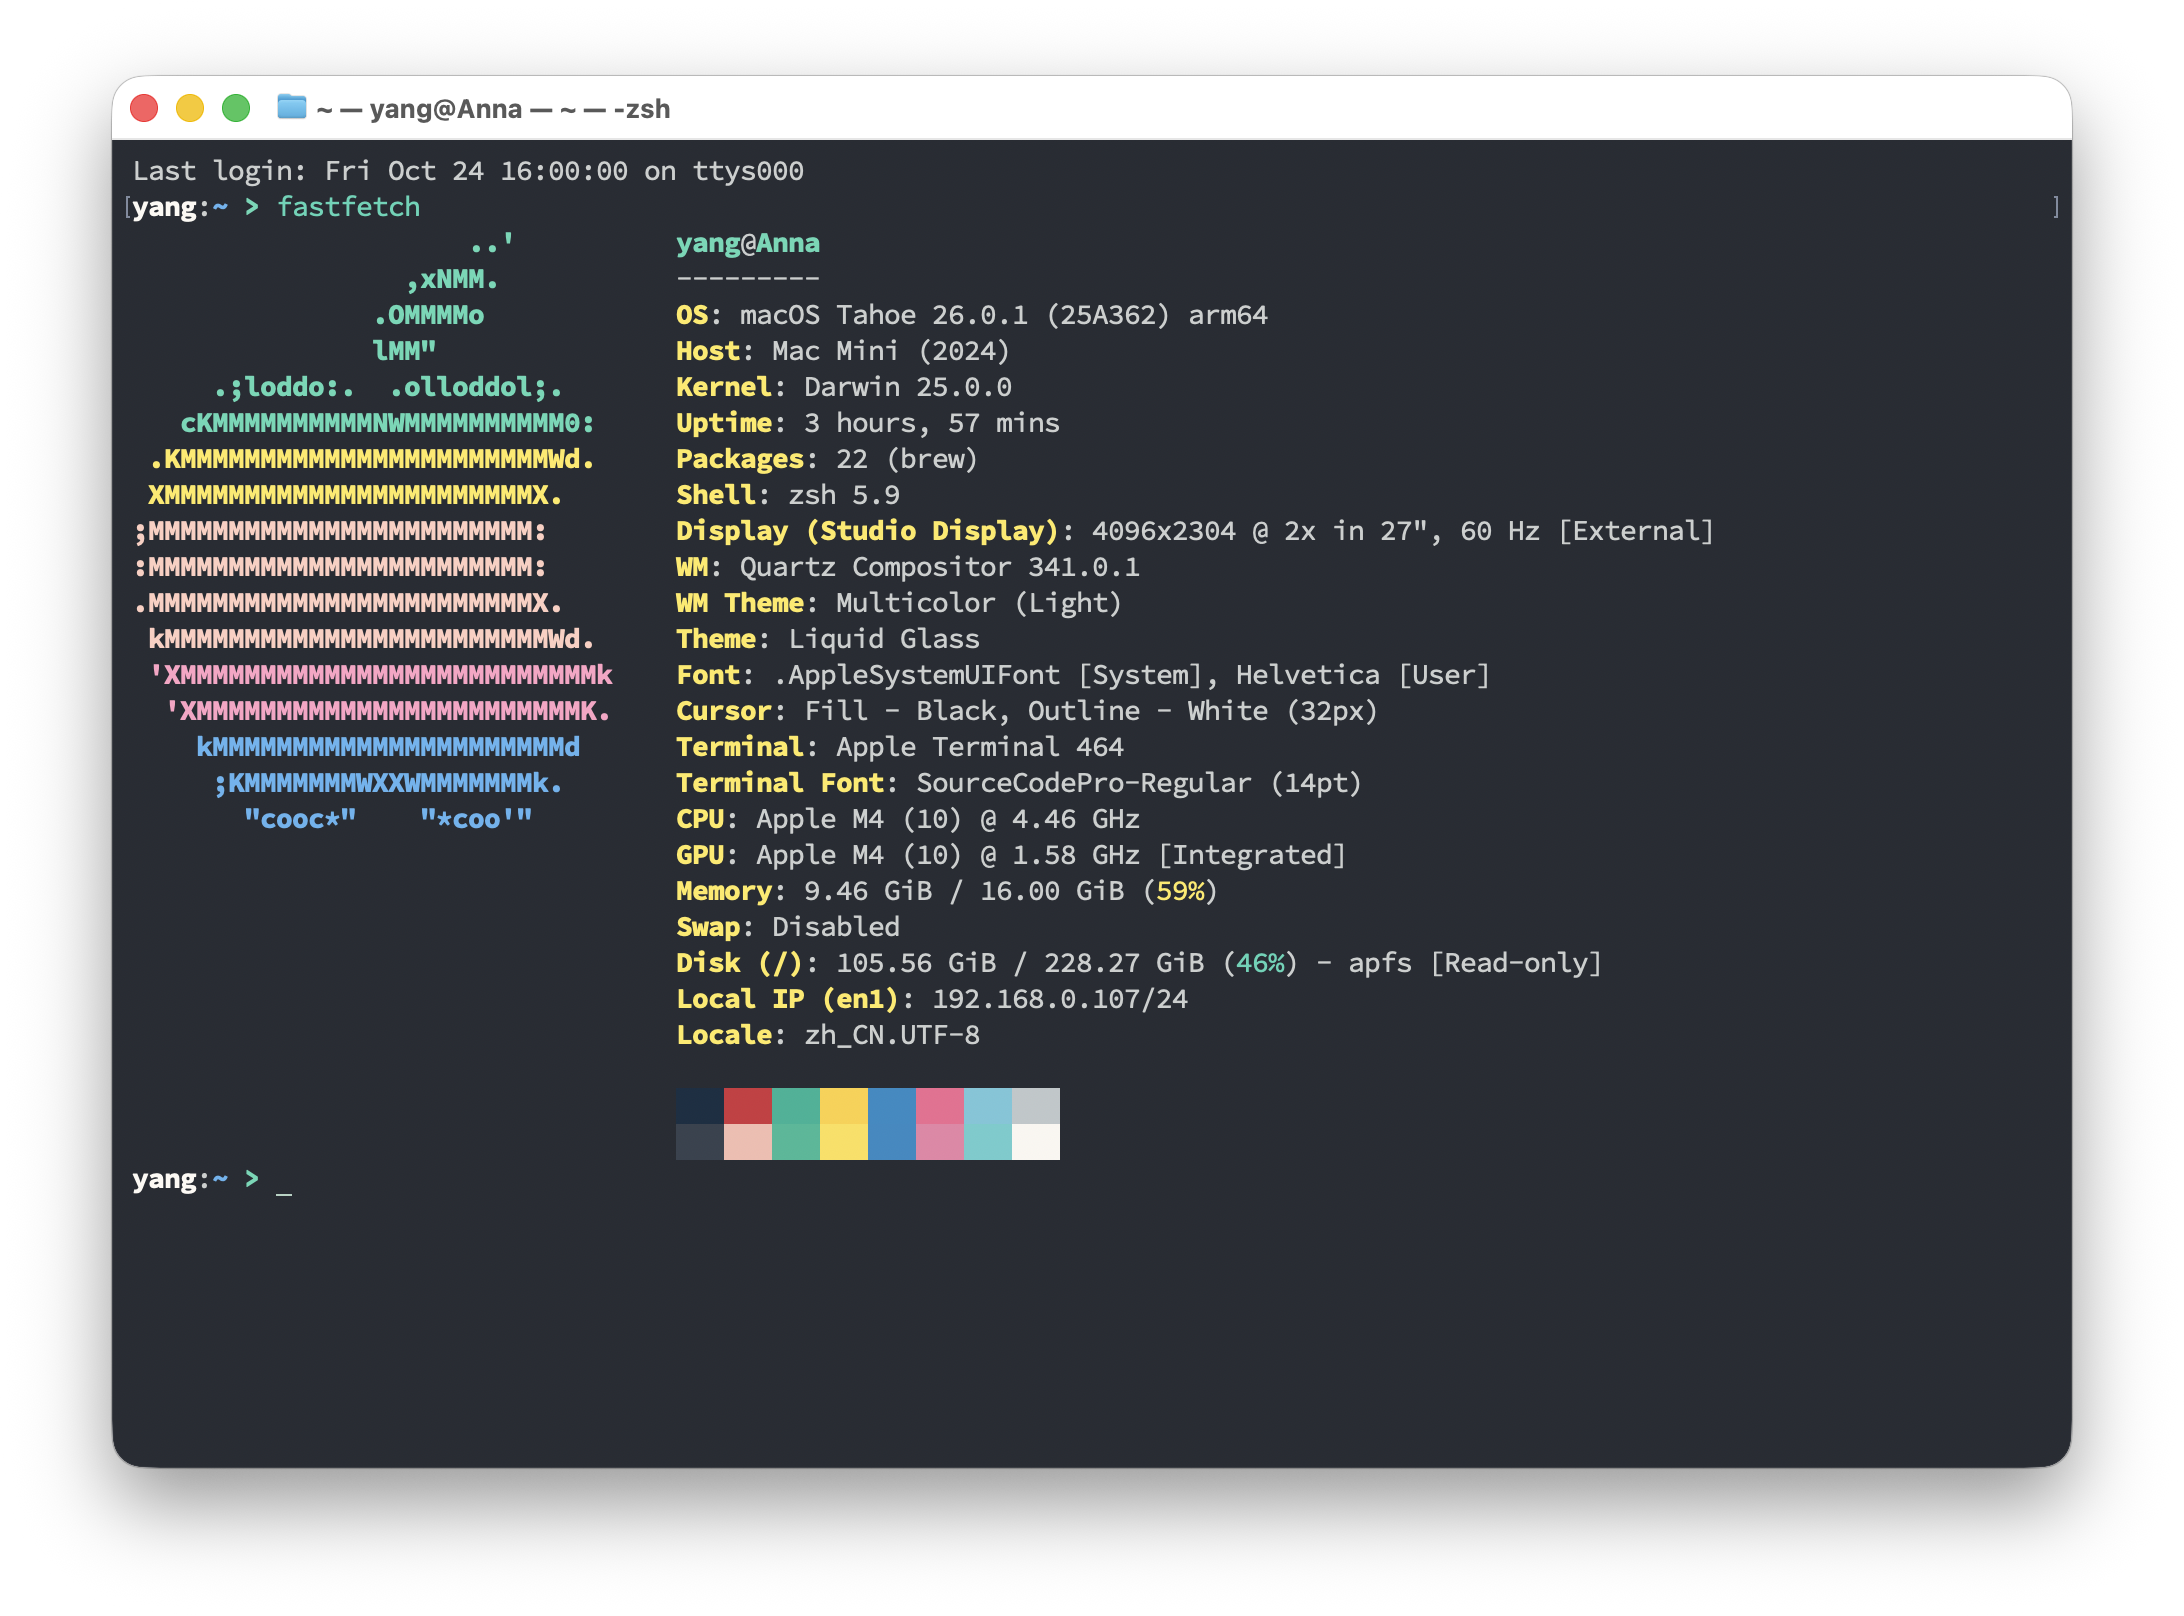 ~ — yang@Anna — ~ — -zsh
Last login: Fri Oct 24 16:00:00 on ttys000
[yang:~ > fastfetch ]
                     ..'          yang@Anna
                 ,xNMM.           ---------
               .OMMMMo            OS: macOS Tahoe 26.0.1 (25A362) arm64
               lMM"               Host: Mac Mini (2024)
     .;loddo:.  .olloddol;.       Kernel: Darwin 25.0.0
   cKMMMMMMMMMMNWMMMMMMMMMM0:     Uptime: 3 hours, 57 mins
 .KMMMMMMMMMMMMMMMMMMMMMMMWd.     Packages: 22 (brew)
 XMMMMMMMMMMMMMMMMMMMMMMMX.       Shell: zsh 5.9
;MMMMMMMMMMMMMMMMMMMMMMMM:        Display (Studio Display): 4096x2304 @ 2x in 27", 60 Hz [External]
:MMMMMMMMMMMMMMMMMMMMMMMM:        WM: Quartz Compositor 341.0.1
.MMMMMMMMMMMMMMMMMMMMMMMMX.       WM Theme: Multicolor (Light)
 kMMMMMMMMMMMMMMMMMMMMMMMMWd.     Theme: Liquid Glass
 'XMMMMMMMMMMMMMMMMMMMMMMMMMMk    Font: .AppleSystemUIFont [System], Helvetica [User]
  'XMMMMMMMMMMMMMMMMMMMMMMMMK.    Cursor: Fill - Black, Outline - White (32px)
    kMMMMMMMMMMMMMMMMMMMMMMd      Terminal: Apple Terminal 464
     ;KMMMMMMMWXXWMMMMMMMk.       Terminal Font: SourceCodePro-Regular (14pt)
       "cooc*"    "*coo'"         CPU: Apple M4 (10) @ 4.46 GHz
                                  GPU: Apple M4 (10) @ 1.58 GHz [Integrated]
                                  Memory: 9.46 GiB / 16.00 GiB (59%)
                                  Swap: Disabled
                                  Disk (/): 105.56 GiB / 228.27 GiB (46%) - apfs [Read-only]
                                  Local IP (en1): 192.168.0.107/24
                                  Locale: zh_CN.UTF-8
yang:~ > _